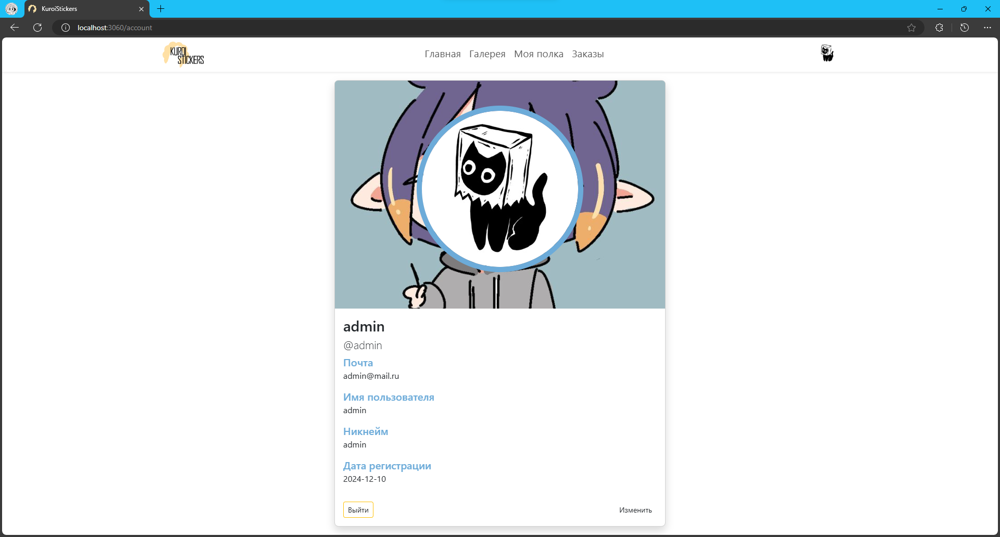 KuroiStickers
localhost:3060/account
KUROI
STICKERS
Главная Галерея Моя полка Заказы
admin
@admin
Почта
admin@mail.ru
Имя пользователя
admin
Никнейм
admin
Дата регистрации
2024-12-10
Выйти Изменить